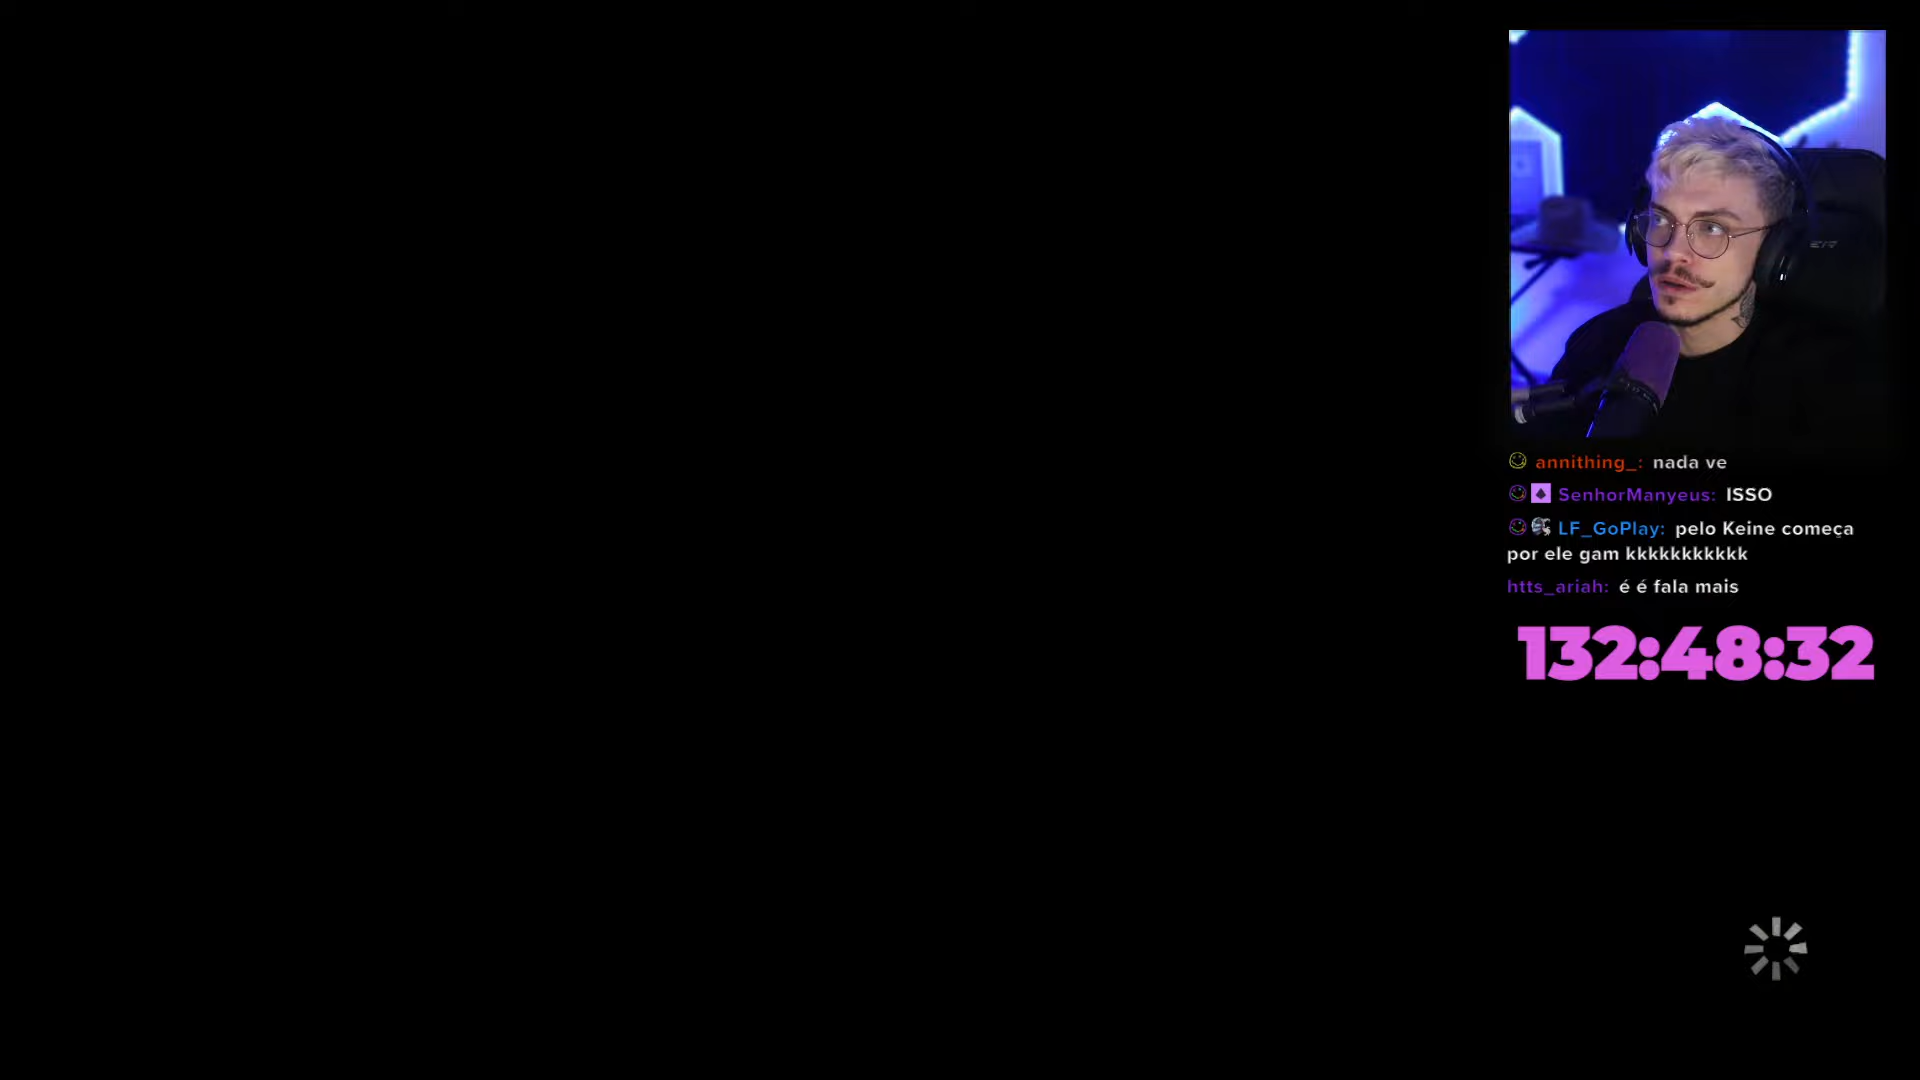 annithing_: nada ve
SenhorManyeus: ISSO
LF_GoPlay: pelo Keine começa
por ele gam kkkkkkkkkkk
htts_ariah: é é fala mais
132:48:32